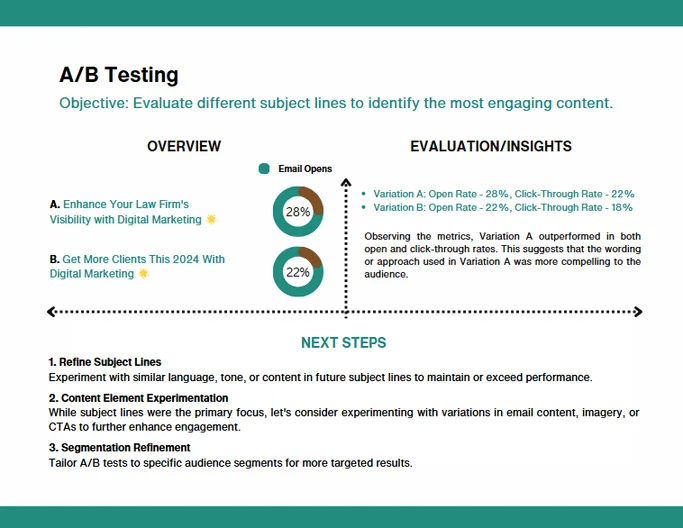 A/B Testing
Objective: Evaluate different subject lines to identify the most engaging content.
OVERVIEW
Email Opens
A. Enhance Your Law Firm's
Visibility with Digital Marketing
28%
B. Get More Clients This 2024 With
Digital Marketing
22%
EVALUATION/INSIGHTS
• Variation A: Open Rate - 28%, Click-Through Rate - 22%
• Variation B: Open Rate - 22%, Click-Through Rate - 18%
Observing the metrics, Variation A outperformed in both
open and click-through rates. This suggests that the wording
or approach used in Variation A was more compelling to the
audience.
NEXT STEPS
1. Refine Subject Lines
Experiment with similar language, tone, or content in future subject lines to maintain or exceed performance.
2. Content Element Experimentation
While subject lines were the primary focus, let's consider experimenting with variations in email content, imagery, or
CTAs to further enhance engagement.
3. Segmentation Refinement
Tailor A/B tests to specific audience segments for more targeted results.